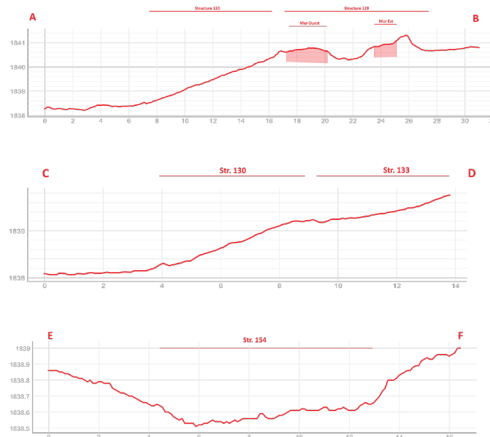 Structure Structure
Mur Ouest Mur Est
A B
1841
1840
1839
1838
0 2 4 6 8 10 12 14 16 18 20 22 24 26 28 30
C Str. 130 Str. 133 D
1839
1838
0 2 4 6 8 10 12 14
E Str. 154 F
1839
1838.9
1838.8
1838.7
1838.6
1838.5